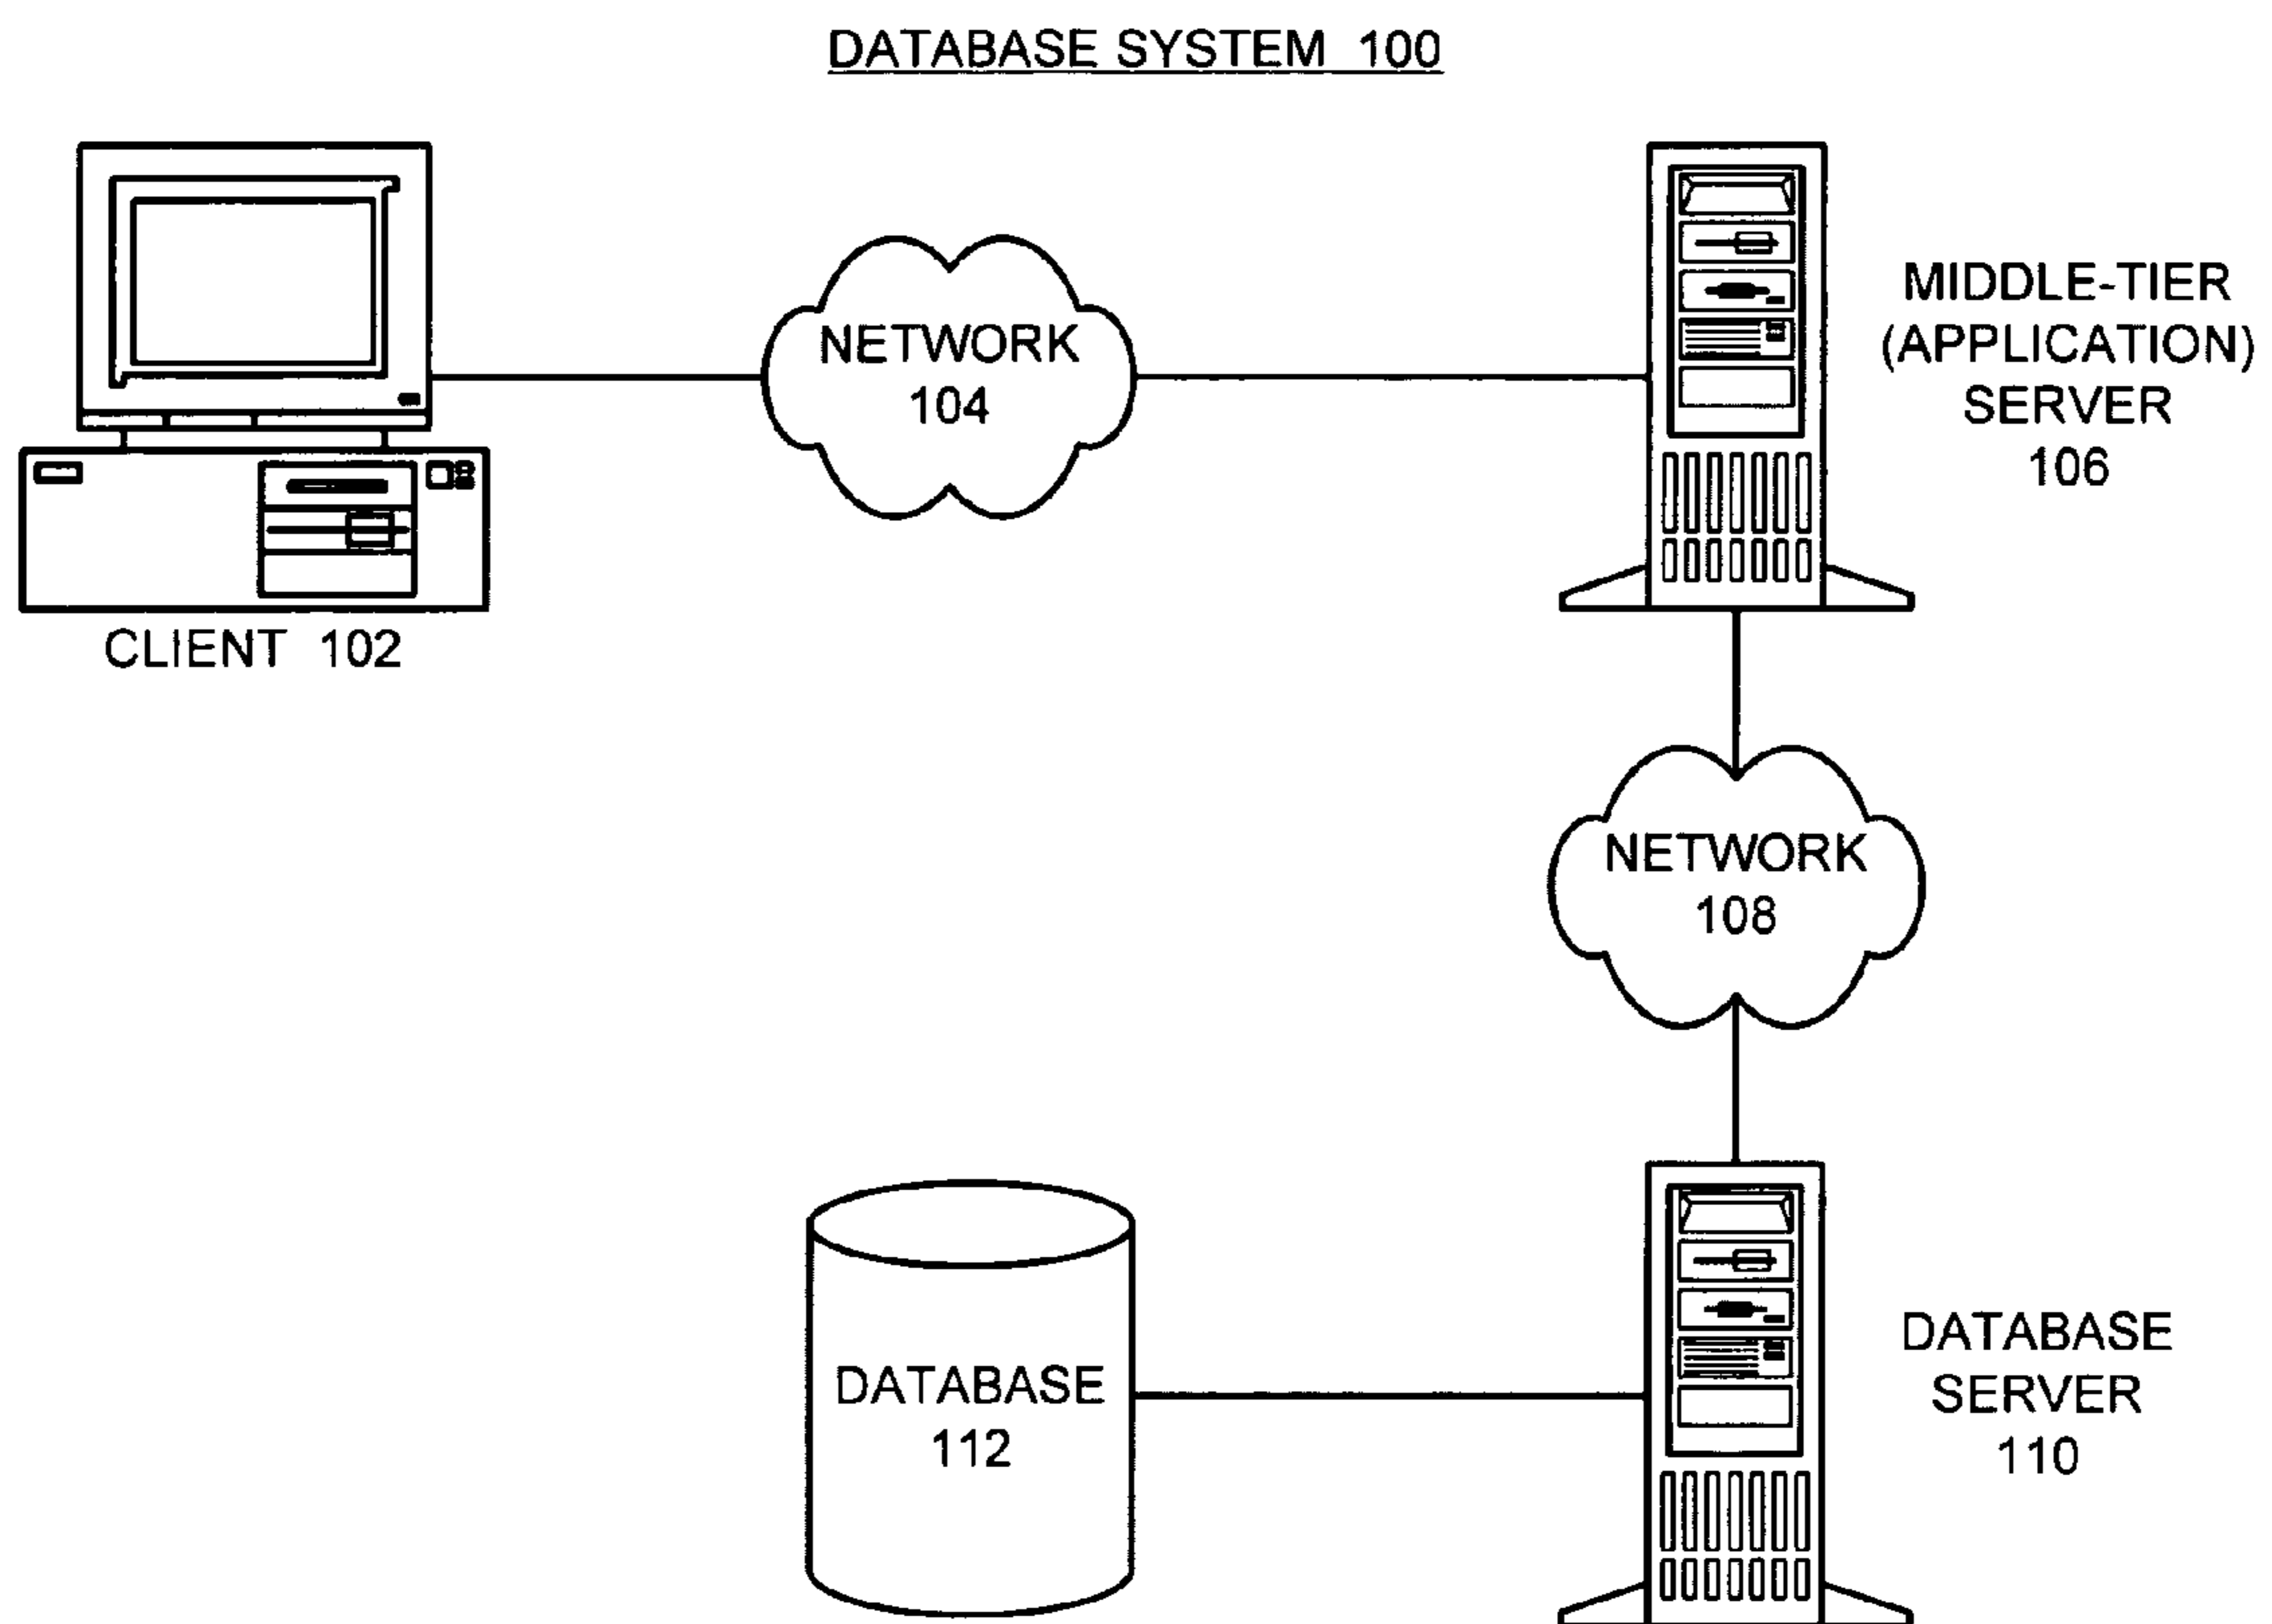 DATABASE SYSTEM 100
NETWORK
104
MIDDLE-TIER
(APPLICATION)
SERVER
106
CLIENT 102
NETWORK
108
DATABASE
112
DATABASE
SERVER
110